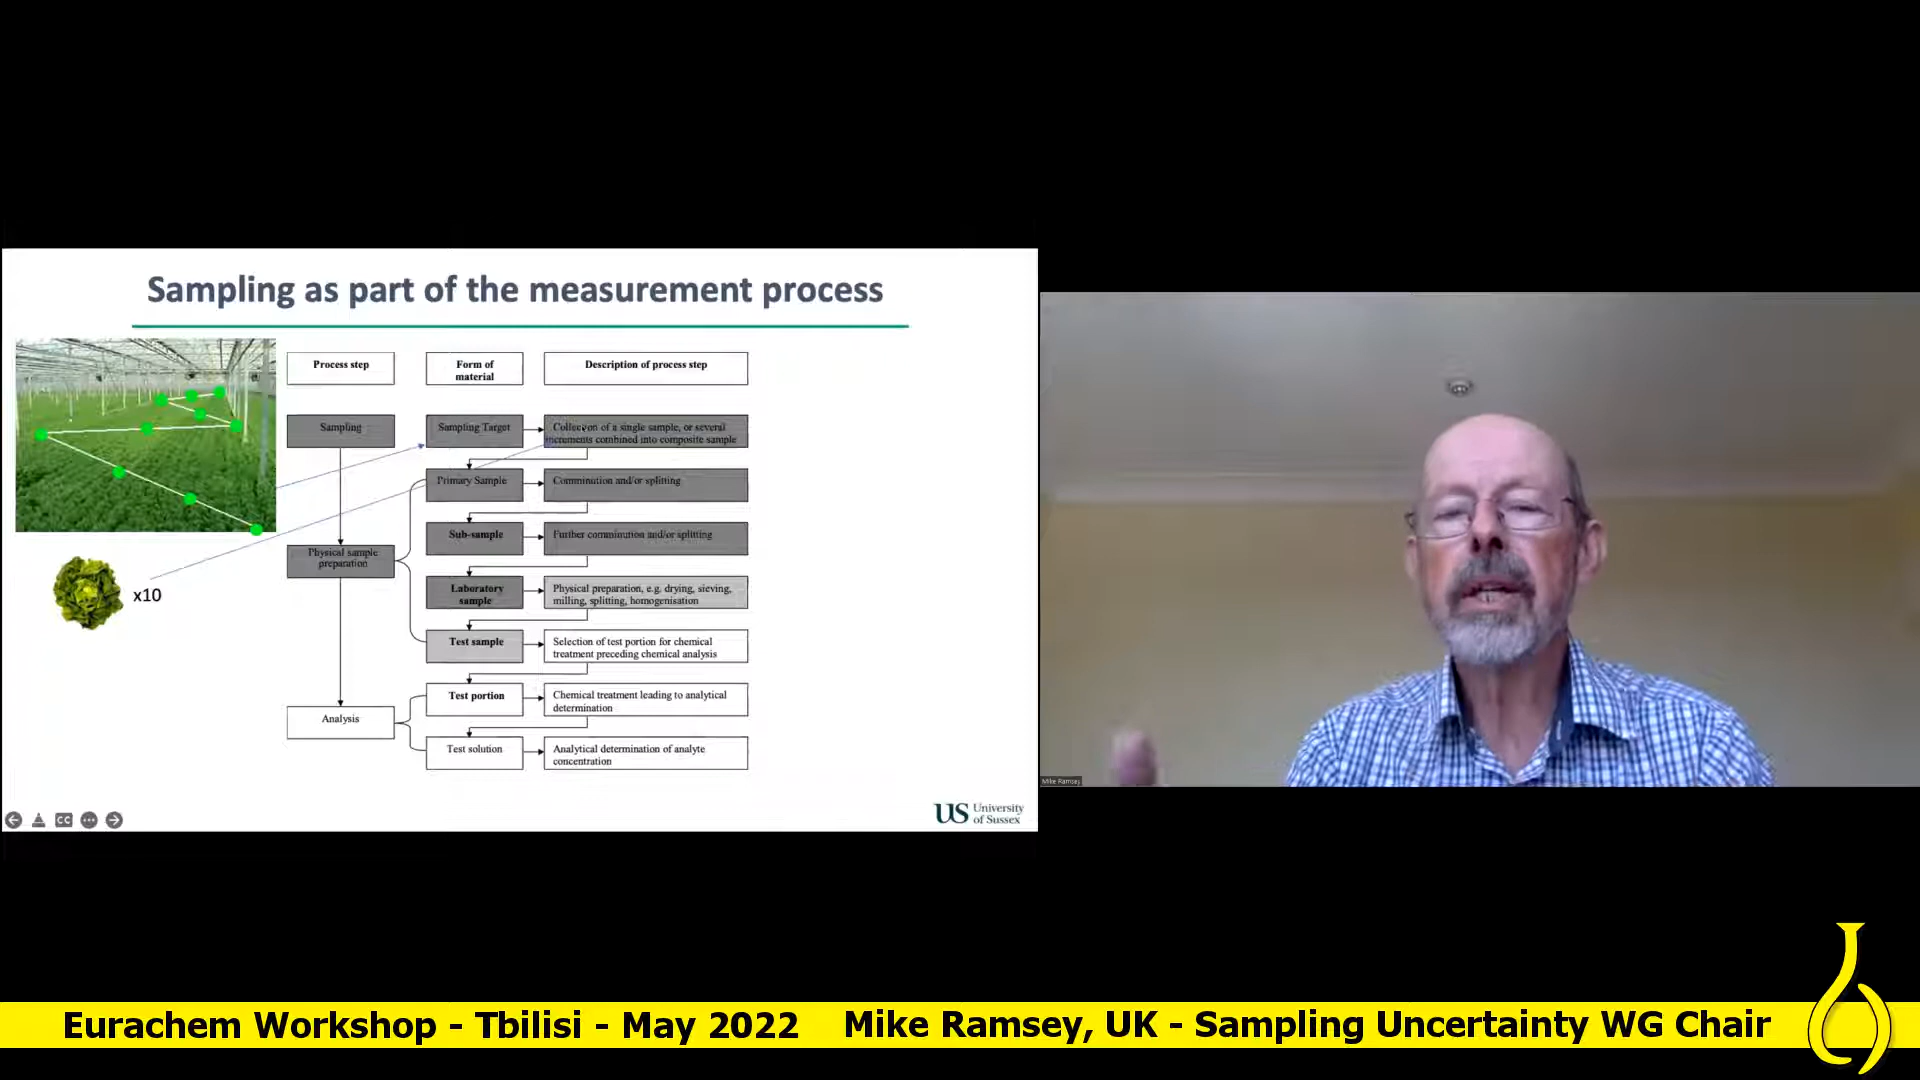 Sampling as part of the measurement process
Process step
Form of
material
Description of process step
Sampling
Sampling Target
Collection of a single sample, or several
increments combined into composite sample
Primary Sample
Comminution and/or splitting
Sub-sample
Further comminution and/or splitting
Physical sample
preparation
Laboratory
sample
Physical preparation, e.g. drying, sieving,
milling, splitting, homogenisation
x10
Test sample
Selection of test portion for chemical
treatment preceding chemical analysis
Test portion
Chemical treatment leading to analytical
determination
Analysis
Test solution
Analytical determination of analyte
concentration
CC
US University
of Sussex
Mike Ramsey
Eurachem Workshop - Tbilisi - May 2022
Mike Ramsey, UK - Sampling Uncertainty WG Chair